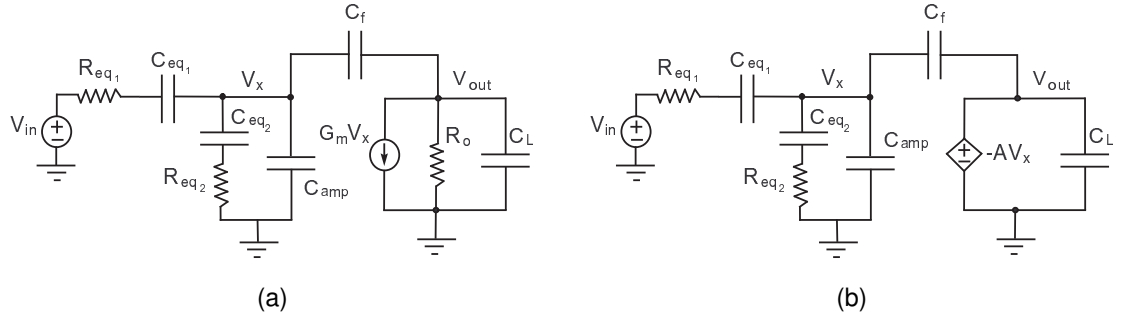 C_f
R_eq1
C_eq1
V_x
V_out
V_in
C_eq2
G_mV_x
R_o
C_L
R_eq2
C_amp
(a)
C_f
R_eq1
C_eq1
V_x
V_out
V_in
C_eq2
C_amp
-AV_x
C_L
R_eq2
(b)